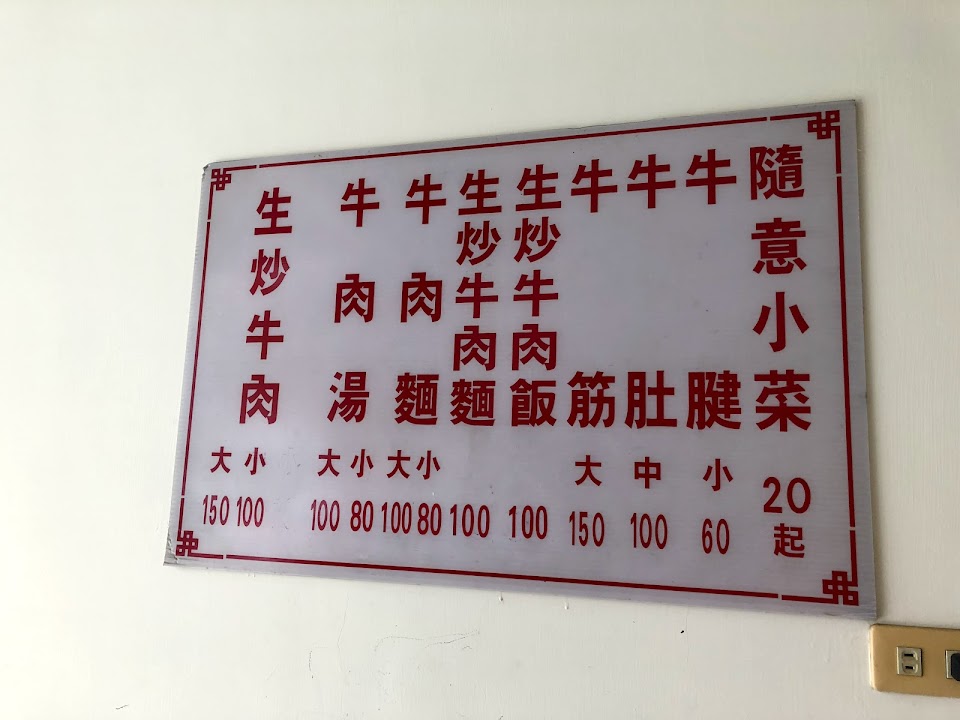 隨意小菜 20起
牛腱 小 60
牛肚 中 100
牛筋 大 150
生炒牛肉飯 100
生炒牛肉麵 100
牛肉麵 大 小 100 80
牛肉湯 大 小 100 80
生炒牛肉 大 小 150 100